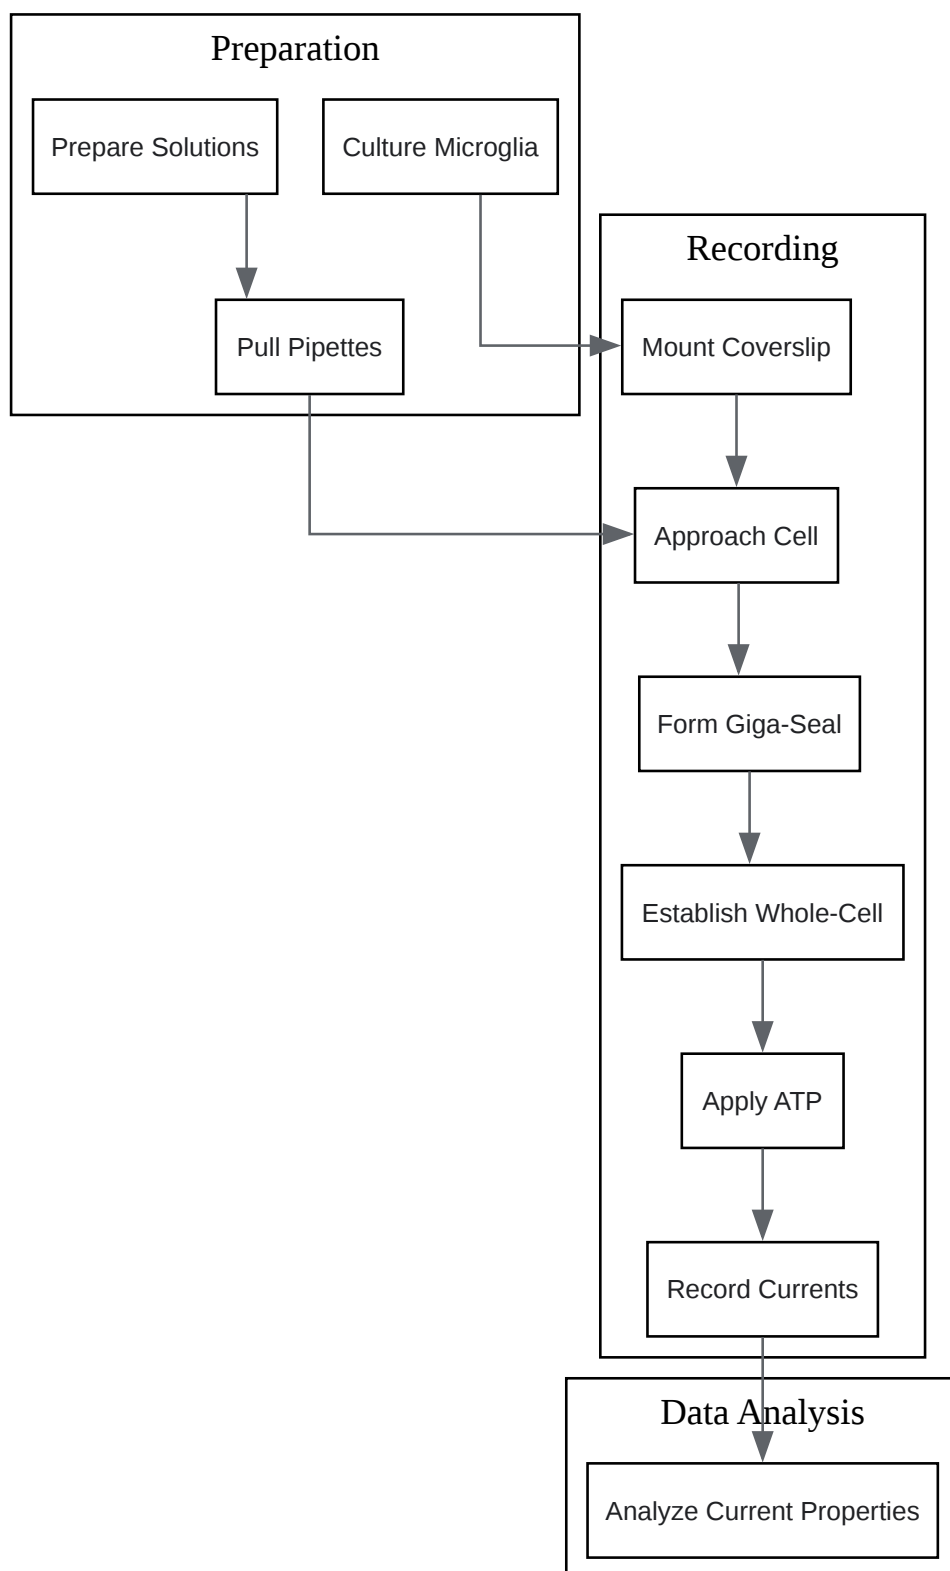 Preparation
Prepare Solutions
Culture Microglia
Pull Pipettes
Recording
Mount Coverslip
Approach Cell
Form Giga-Seal
Establish Whole-Cell
Apply ATP
Record Currents
Data Analysis
Analyze Current Properties